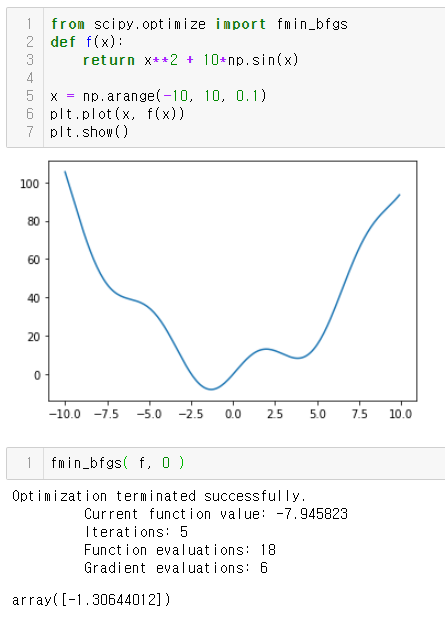 1 from scipy.optimize import fmin_bfgs
2 def f(x):
3     return x**2 + 10*np.sin(x)
4
5 x = np.arange(-10, 10, 0.1)
6 plt.plot(x, f(x))
7 plt.show()
100
80
60
40
20
0
−10.0 −7.5 −5.0 −2.5 0.0 2.5 5.0 7.5 10.0
1 fmin_bfgs( f, 0 )
Optimization terminated successfully.
         Current function value: -7.945823
         Iterations: 5
         Function evaluations: 18
         Gradient evaluations: 6
array([-1.30644012])